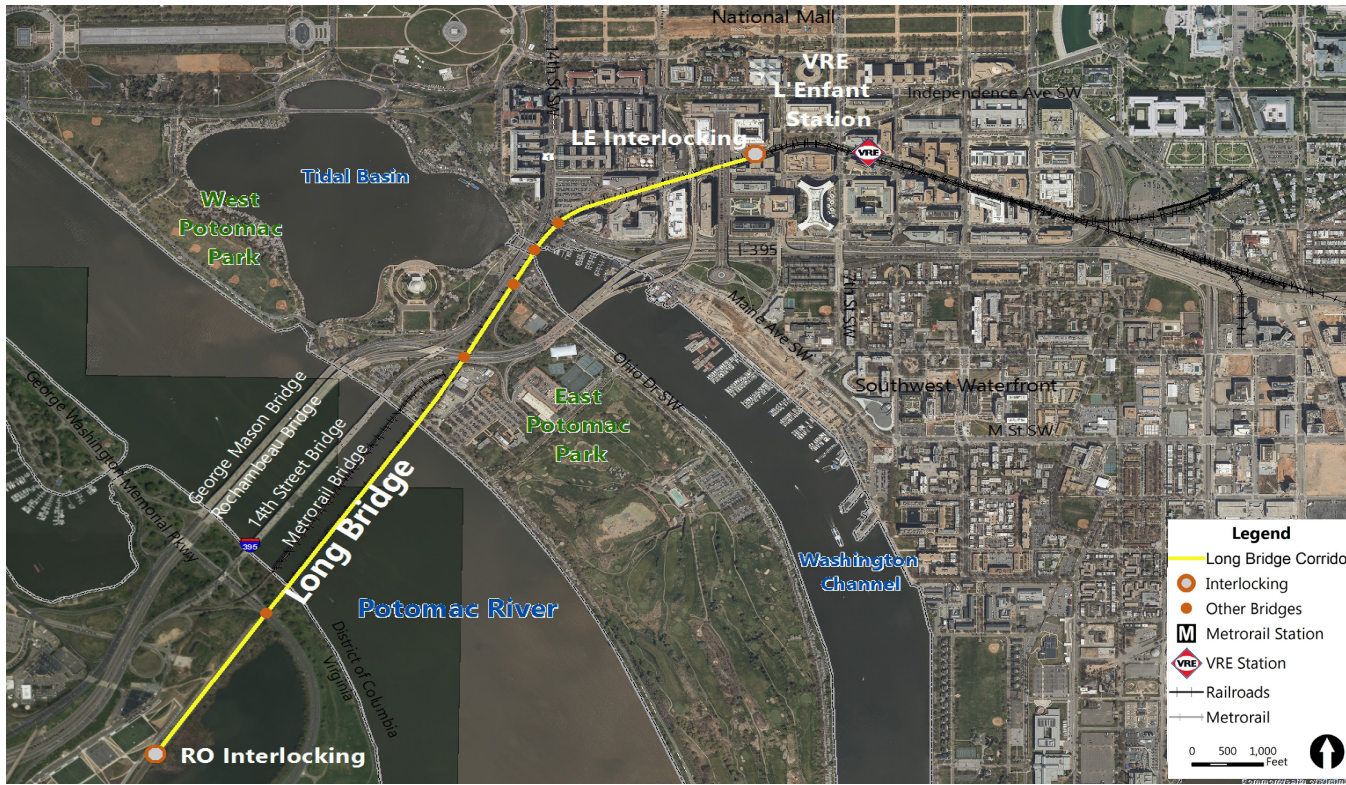 National Mall
14th St SW
VRE
L'Enfant
Station
Independence Ave SW
LE Interlocking
VRE
Tidal Basin
West
Potomac
Park
I-395
7th St SW
Maine Ave SW
Ohio Dr SW
Southwest Waterfront
M St SW
East
Potomac
Park
George Washington Memorial Pkwy
George Mason Bridge
Rochambeau Bridge
14th Street Bridge
Metrorail Bridge
Long Bridge
395
Washington
Channel
Potomac River
District of Columbia
Virginia
RO Interlocking
Legend
Long Bridge Corrido
Interlocking
Other Bridges
M Metrorail Station
VRE VRE Station
Railroads
Metrorail
0 500 1,000
Feet